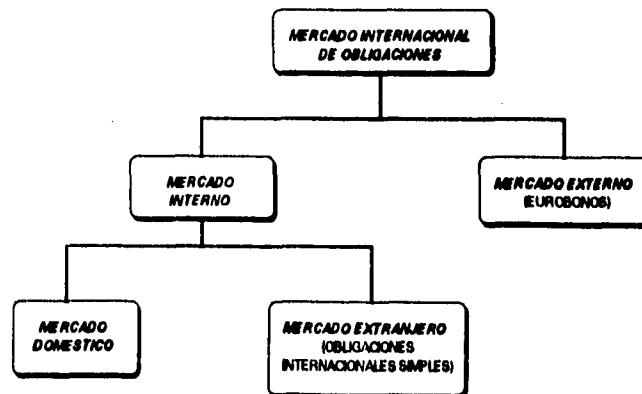 MERCADO INTERNACIONAL
DE OBLIGACIONES
MERCADO
INTERNO
MERCADO EXTERNO
(EUROBONOS)
MERCADO
DOMESTICO
MERCADO EXTRANJERO
(OBLIGACIONES
INTERNACIONALES SIMPLES)